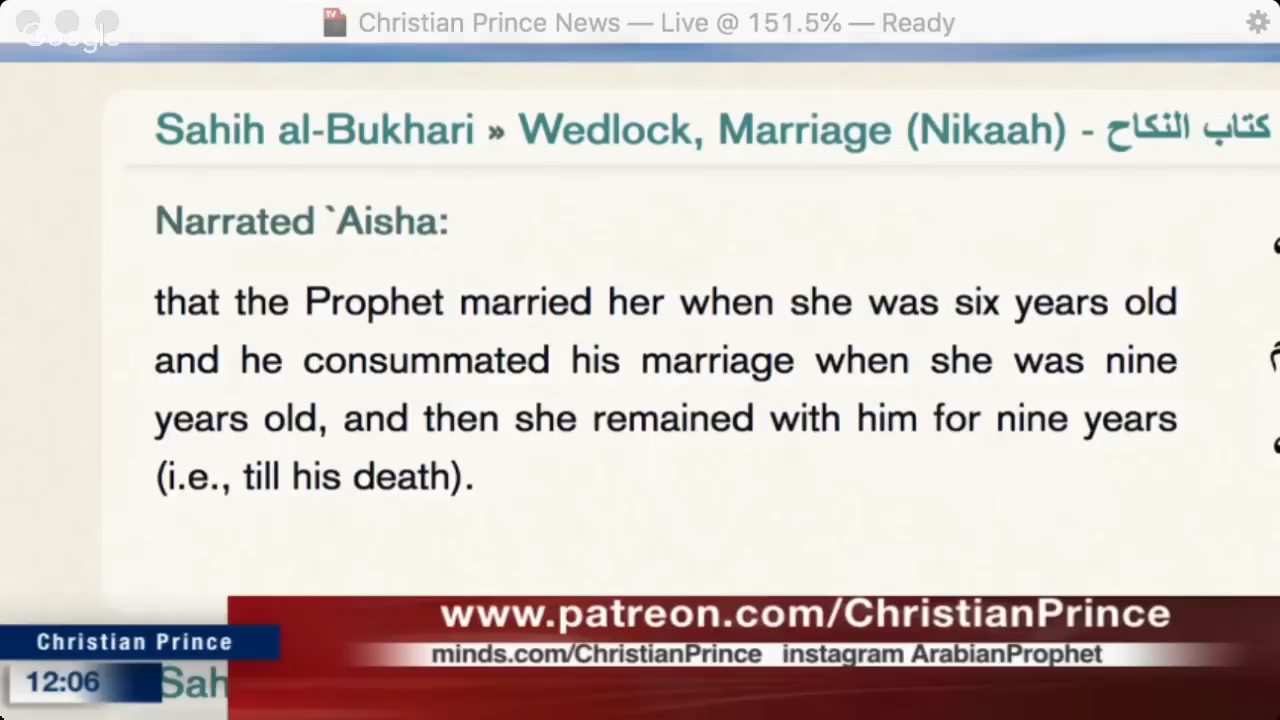 Christian Prince News — Live @ 151.5% — Ready
Google
Sahih al-Bukhari » Wedlock, Marriage (Nikaah) - كتاب النكاح
Narrated `Aisha:
that the Prophet married her when she was six years old
and he consummated his marriage when she was nine
years old, and then she remained with him for nine years
(i.e., till his death).
www.patreon.com/ChristianPrince
Christian Prince
minds.com/ChristianPrince instagram ArabianProphet
12:06
Sah